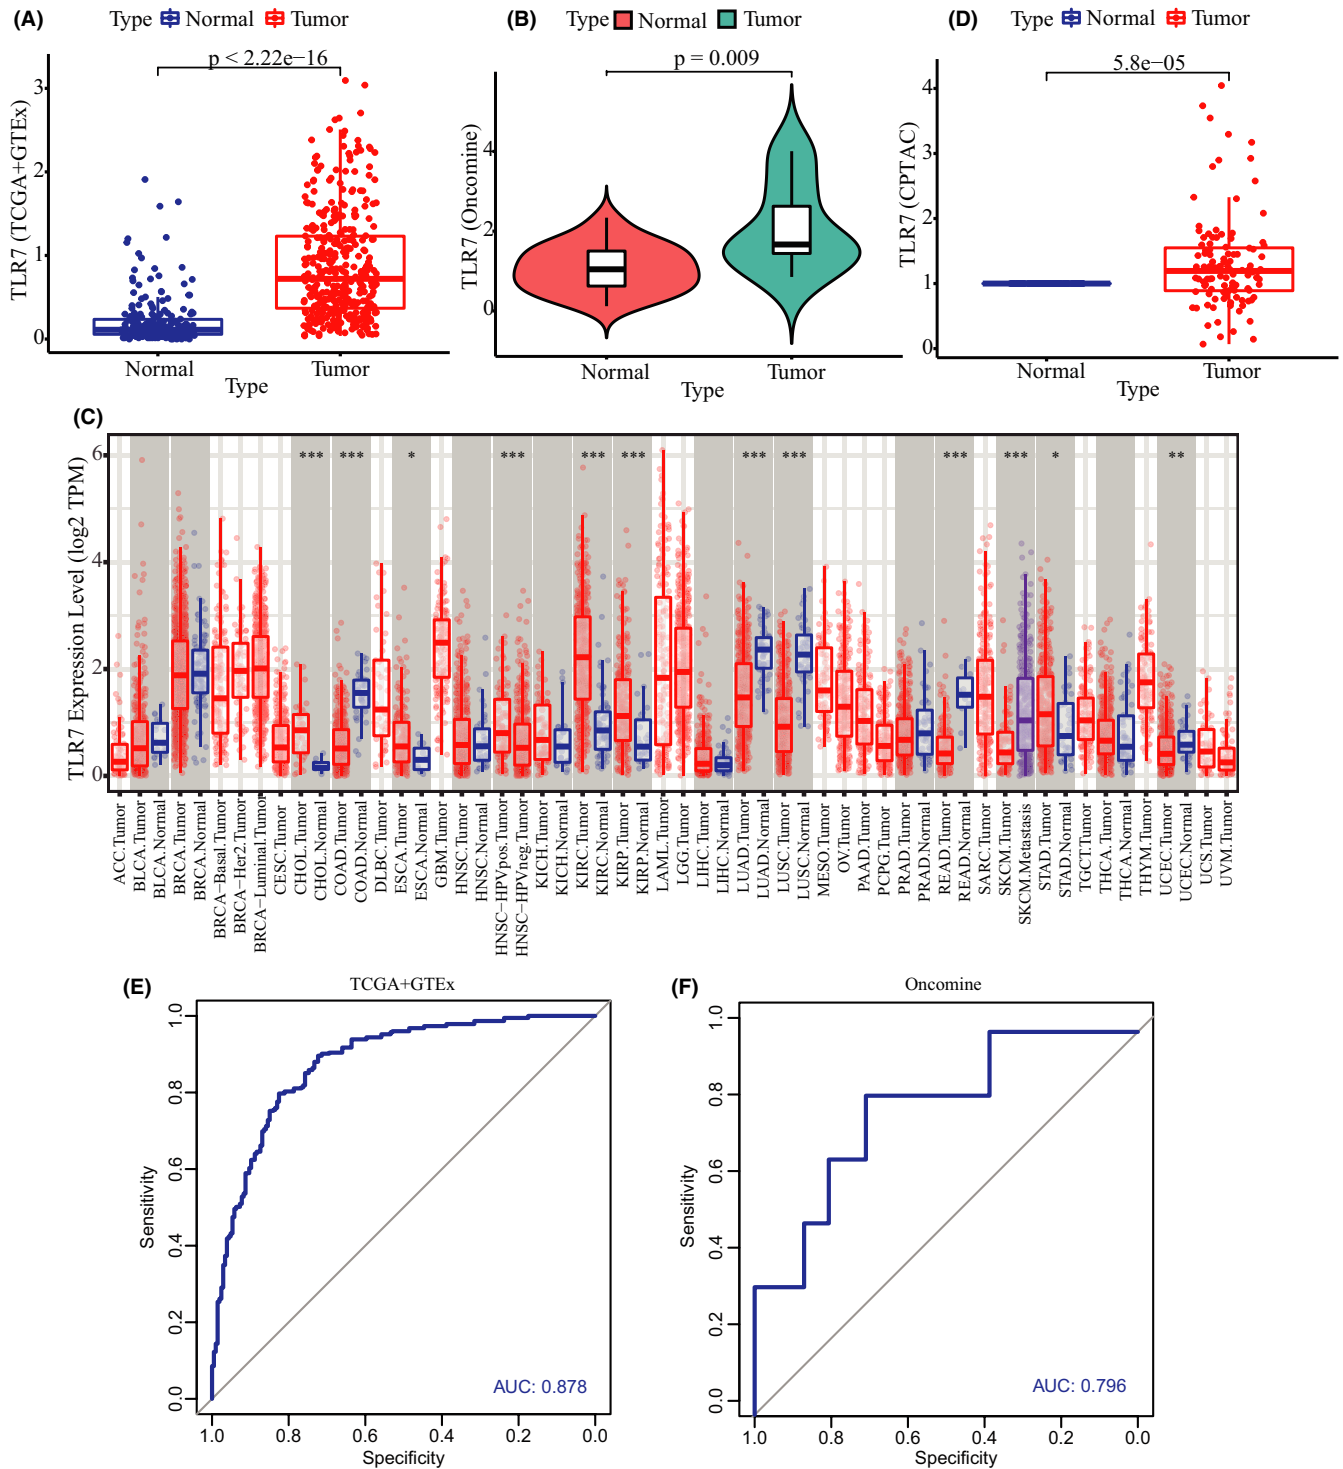 (A)
Type Normal Tumor
p < 2.22e−16
TLR7 (TCGA+GTEx)
3
2
1
0
Normal Tumor
Type
(B)
Type Normal Tumor
p = 0.009
TLR7 (Oncomine)
4
2
0
Normal Tumor
Type
(D)
Type Normal Tumor
5.8e−05
TLR7 (CPTAC)
4
3
2
1
0
Normal Tumor
Type
(C)
TLR7 Expression Level (log2 TPM)
6
4
2
0
*** *** * *** *** *** *** *** *** *** * **
ACC.Tumor
BLCA.Tumor
BLCA.Normal
BRCA.Tumor
BRCA.Normal
BRCA−Basal.Tumor
BRCA−Her2.Tumor
BRCA−Luminal.Tumor
CESC.Tumor
CHOL.Tumor
CHOL.Normal
COAD.Tumor
COAD.Normal
DLBC.Tumor
ESCA.Tumor
ESCA.Normal
GBM.Tumor
HNSC.Tumor
HNSC.Normal
HNSC−HPVpos.Tumor
HNSC−HPVneg.Tumor
KICH.Tumor
KICH.Normal
KIRC.Tumor
KIRC.Normal
KIRP.Tumor
KIRP.Normal
LAML.Tumor
LGG.Tumor
LIHC.Tumor
LIHC.Normal
LUAD.Tumor
LUAD.Normal
LUSC.Tumor
LUSC.Normal
MESO.Tumor
OV.Tumor
PAAD.Tumor
PCPG.Tumor
PRAD.Tumor
PRAD.Normal
READ.Tumor
READ.Normal
SARC.Tumor
SKCM.Tumor
SKCM.Metastasis
STAD.Tumor
STAD.Normal
TGCT.Tumor
THCA.Tumor
THCA.Normal
THYM.Tumor
UCEC.Tumor
UCEC.Normal
UCS.Tumor
UVM.Tumor
(E)
TCGA+GTEx
Sensitivity
1.0
0.8
0.6
0.4
0.2
0.0
AUC: 0.878
1.0 0.8 0.6 0.4 0.2 0.0
Specificity
(F)
Oncomine
Sensitivity
1.0
0.8
0.6
0.4
0.2
0.0
AUC: 0.796
1.0 0.8 0.6 0.4 0.2 0.0
Specificity